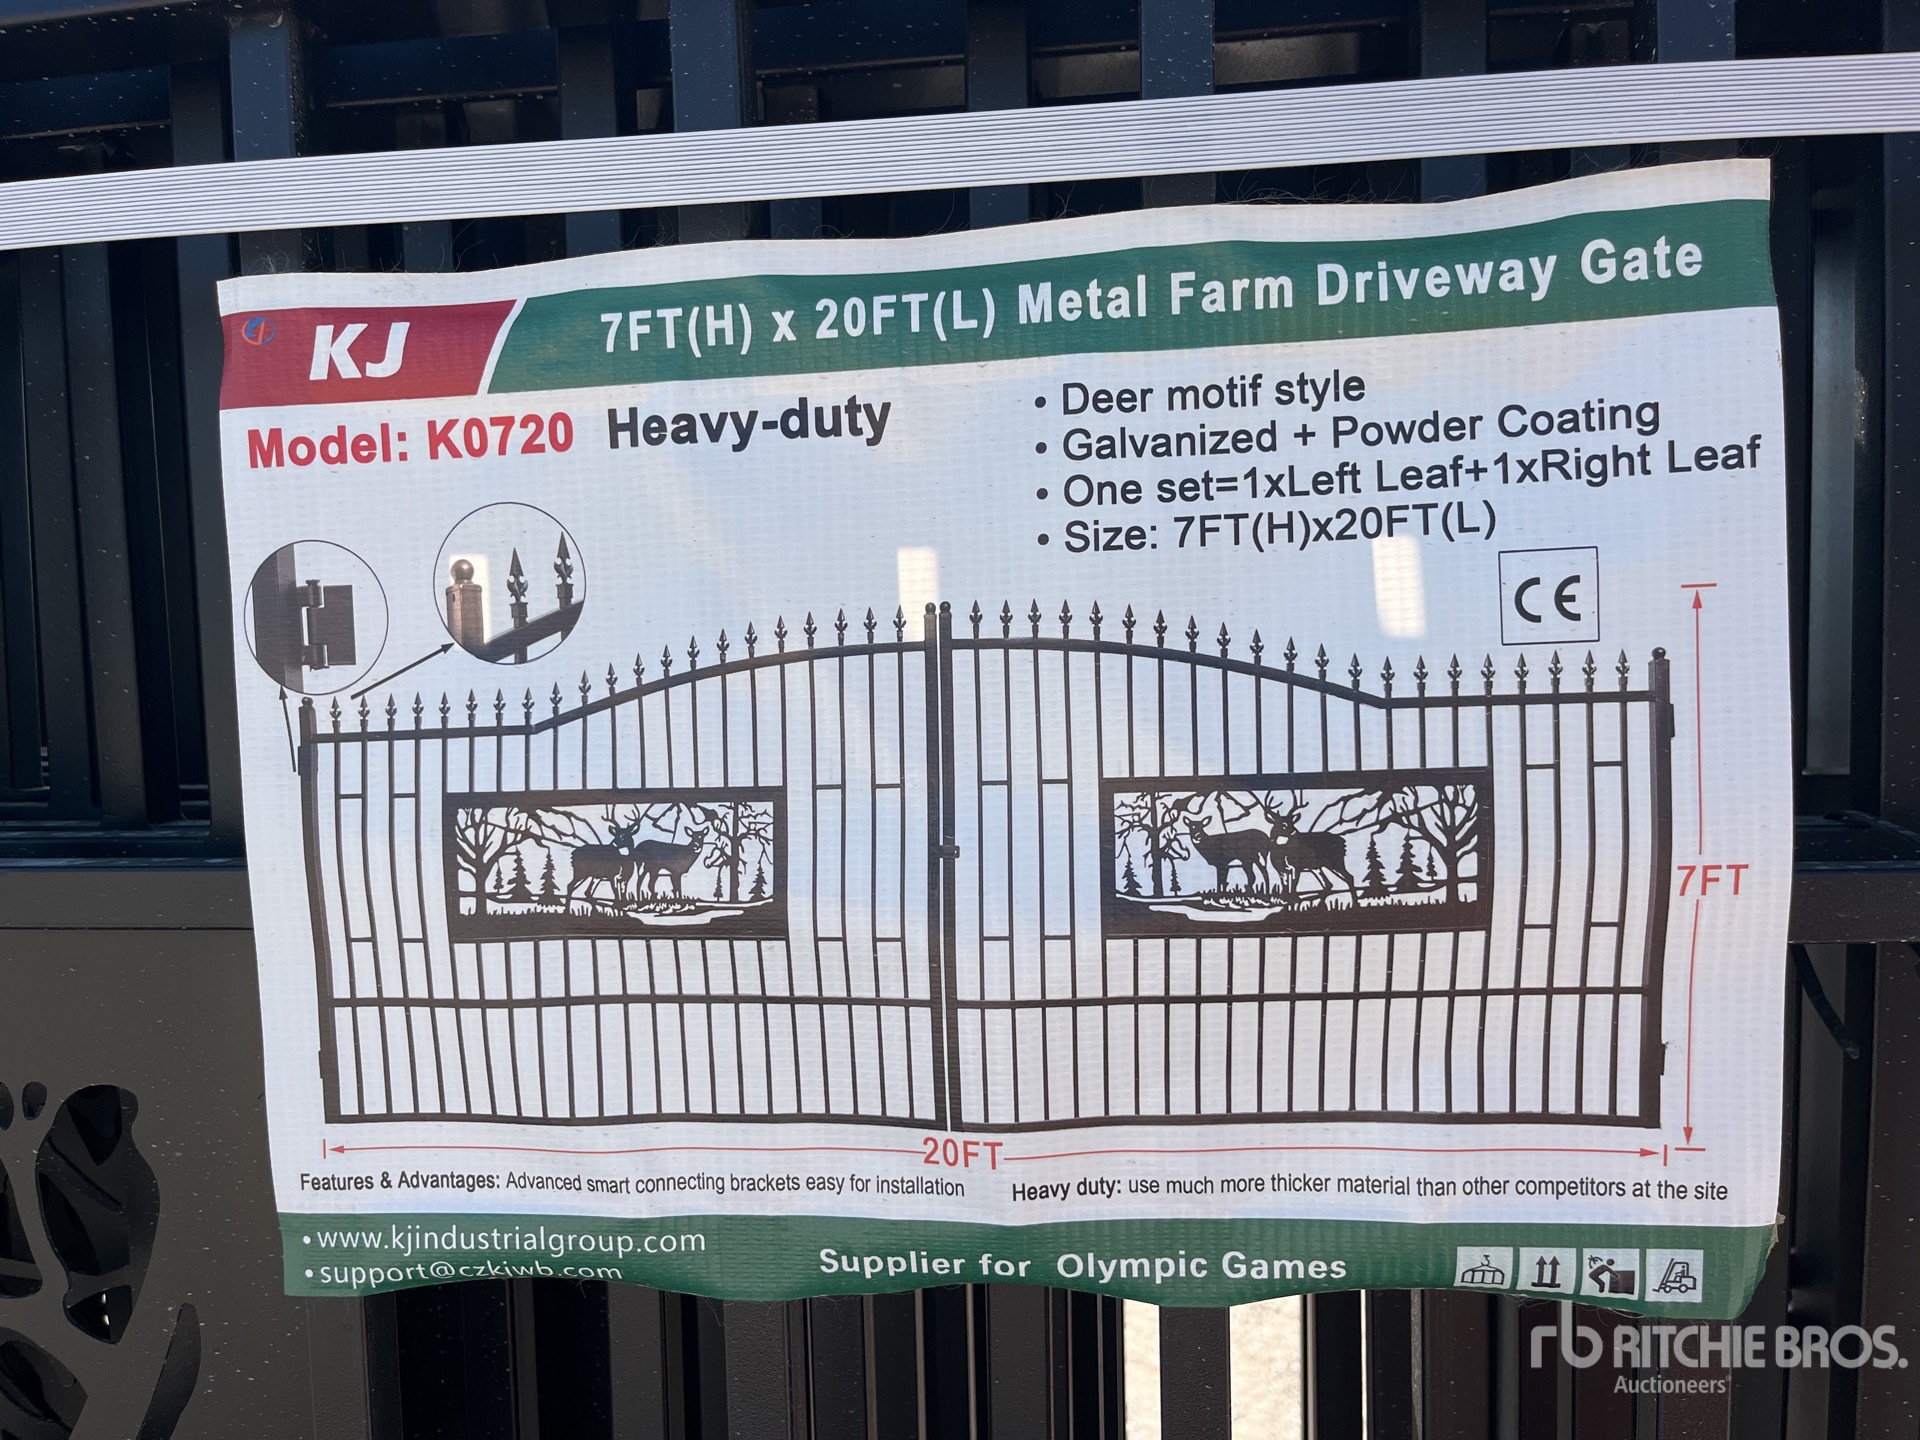 KJ
7FT(H) x 20FT(L) Metal Farm Driveway Gate
Model: K0720 Heavy-duty
• Deer motif style
• Galvanized + Powder Coating
• One set=1xLeft Leaf+1xRight Leaf
• Size: 7FT(H)x20FT(L)
CE
7FT
20FT
Features & Advantages: Advanced smart connecting brackets easy for installation
Heavy duty: use much more thicker material than other competitors at the site
• www.kjindustrialgroup.com
• support@czkjwb.com
Supplier for Olympic Games
rb RITCHIE BROS.
Auctioneers